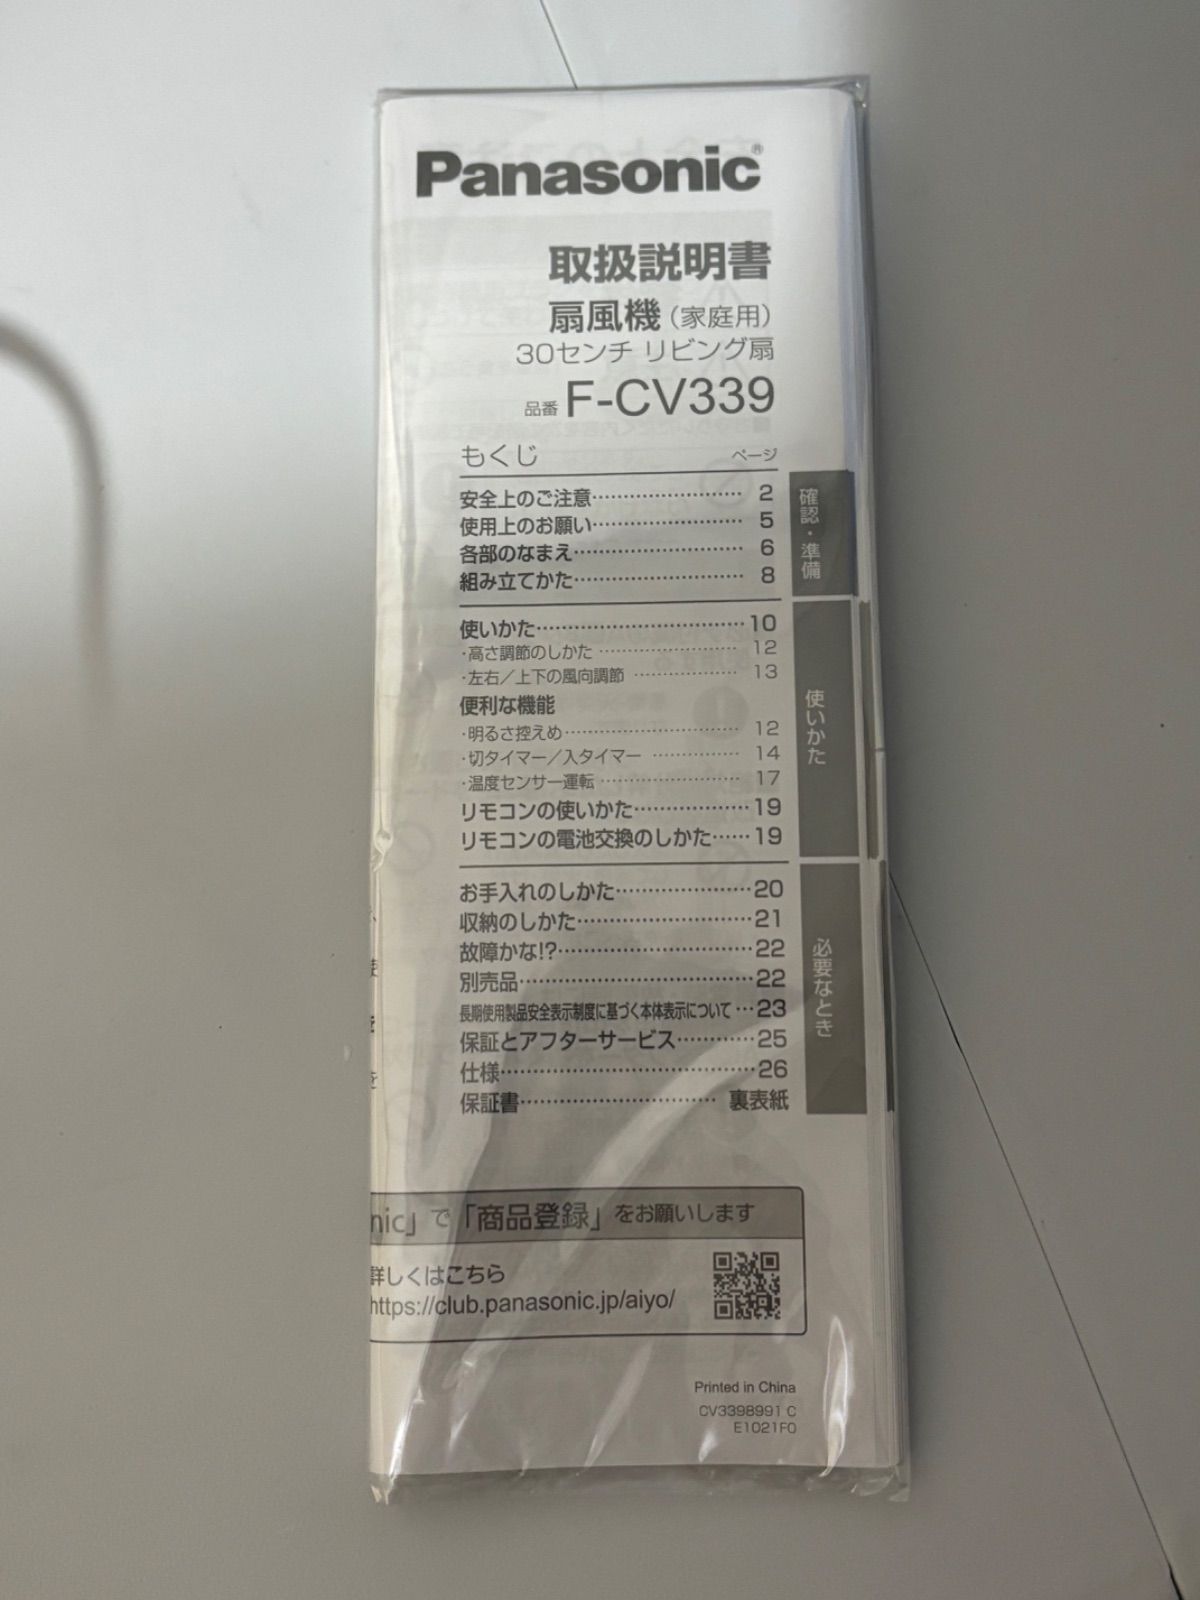 Panasonic®
取扱説明書
扇風機(家庭用)
30センチ リビング扇
品番 F-CV339
もくじ ページ
安全上のご注意 2
使用上のお願い 5
各部のなまえ 6
組み立てかた 8
確認・準備
使いかた 10
・高さ調節のしかた 12
・左右/上下の風向調節 13
便利な機能
・明るさ控えめ 12
・切タイマー/入タイマー 14
・温度センサー運転 17
リモコンの使いかた 19
リモコンの電池交換のしかた 19
使いかた
お手入れのしかた 20
収納のしかた 21
故障かな!? 22
別売品 22
長期使用製品安全表示制度に基づく本体表示について 23
保証とアフターサービス 25
仕様 26
保証書 裏表紙
必要なとき
nic」で「商品登録」をお願いします
詳しくはこちら
https://club.panasonic.jp/aiyo/
Printed in China
CV3398991 C
E1021F0